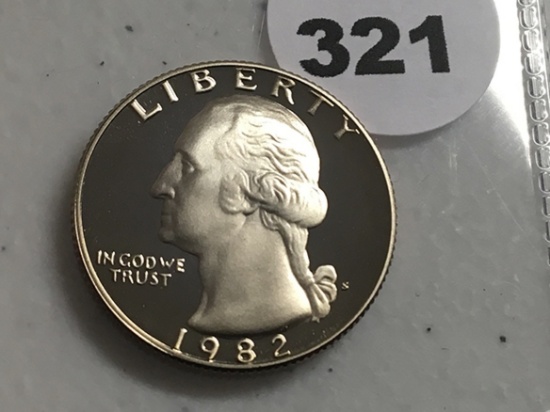 321
LIBERTY
IN GOD WE
TRUST
S
1982